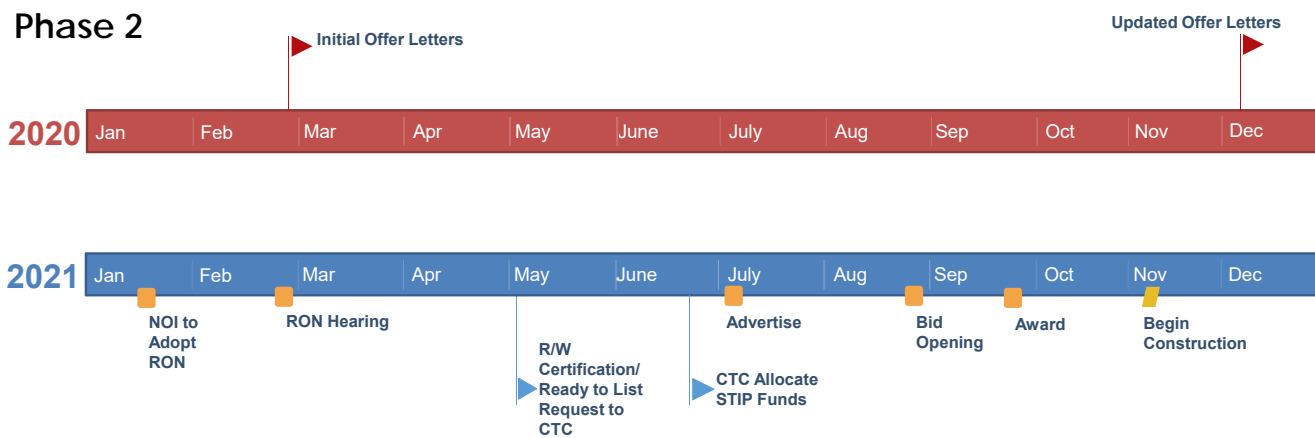 Phase 2
Initial Offer Letters
Updated Offer Letters
2020
Jan Feb Mar Apr May June July Aug Sep Oct Nov Dec
2021
Jan Feb Mar Apr May June July Aug Sep Oct Nov Dec
NOI to
Adopt
RON
RON Hearing
R/W
Certification/
Ready to List
Request to
CTC
CTC Allocate
STIP Funds
Advertise
Bid
Opening
Award
Begin
Construction